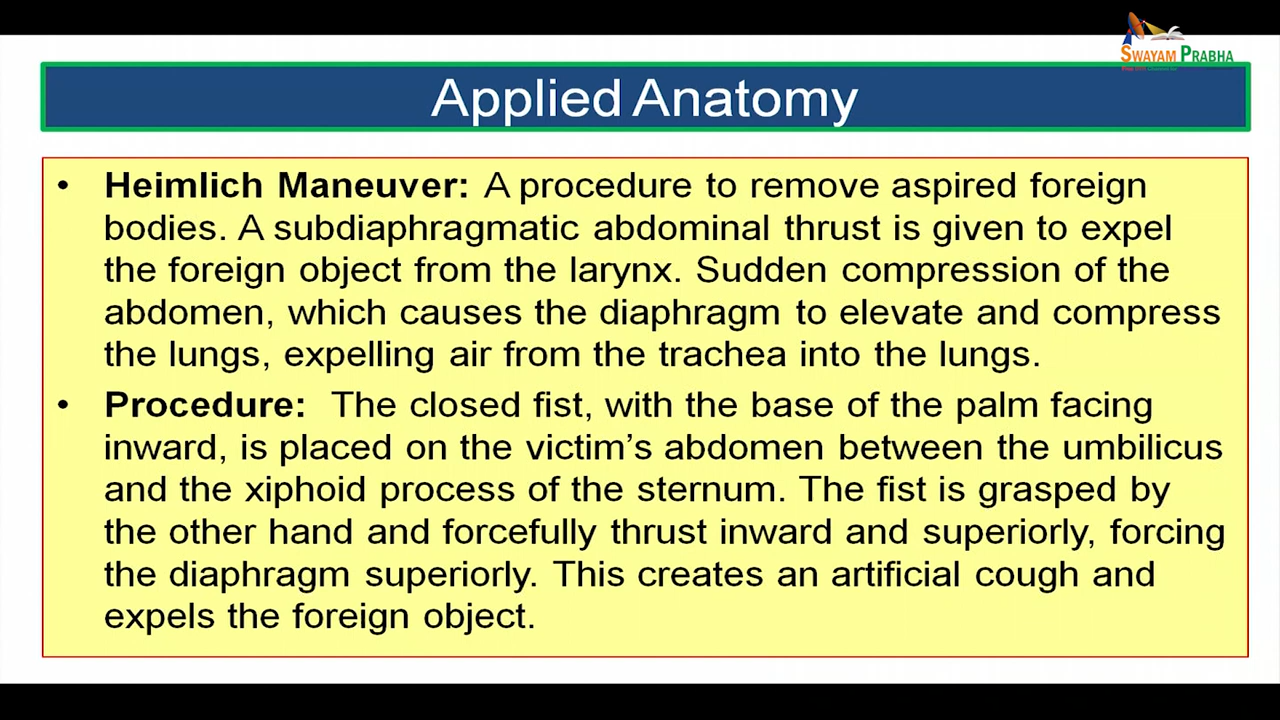 SWAYAM PRABHA
Applied Anatomy
• Heimlich Maneuver: A procedure to remove aspired foreign
bodies. A subdiaphragmatic abdominal thrust is given to expel
the foreign object from the larynx. Sudden compression of the
abdomen, which causes the diaphragm to elevate and compress
the lungs, expelling air from the trachea into the lungs.
• Procedure: The closed fist, with the base of the palm facing
inward, is placed on the victim’s abdomen between the umbilicus
and the xiphoid process of the sternum. The fist is grasped by
the other hand and forcefully thrust inward and superiorly, forcing
the diaphragm superiorly. This creates an artificial cough and
expels the foreign object.